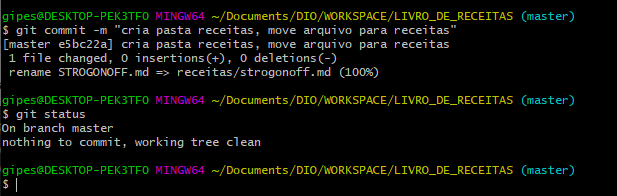 gipes@DESKTOP-PEK3TFO MINGW64 ~/Documents/DIO/WORKSPACE/LIVRO_DE_RECEITAS (master)
$ git commit -m "cria pasta receitas, move arquivo para receitas"
[master e5bc22a] cria pasta receitas, move arquivo para receitas
 1 file changed, 0 insertions(+), 0 deletions(-)
 rename STROGONOFF.md => receitas/strogonoff.md (100%)
gipes@DESKTOP-PEK3TFO MINGW64 ~/Documents/DIO/WORKSPACE/LIVRO_DE_RECEITAS (master)
$ git status
On branch master
nothing to commit, working tree clean
gipes@DESKTOP-PEK3TFO MINGW64 ~/Documents/DIO/WORKSPACE/LIVRO_DE_RECEITAS (master)
$